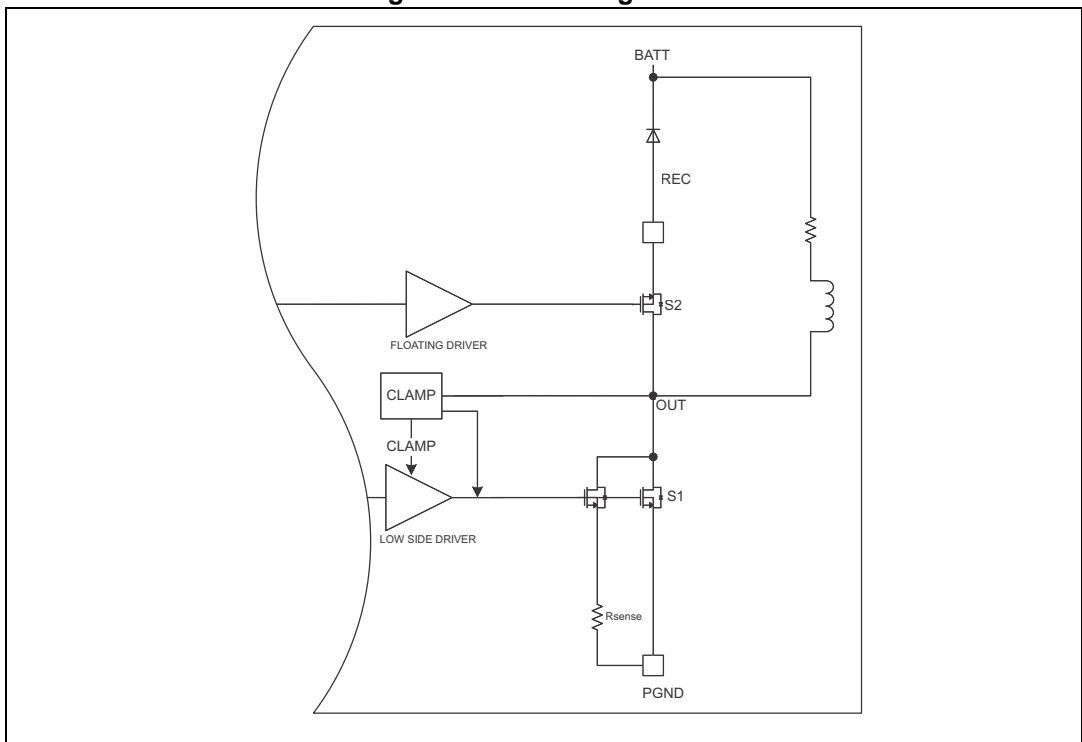 BATT
REC
S2
FLOATING DRIVER
CLAMP
OUT
CLAMP
S1
LOW SIDE DRIVER
Rsense
PGND